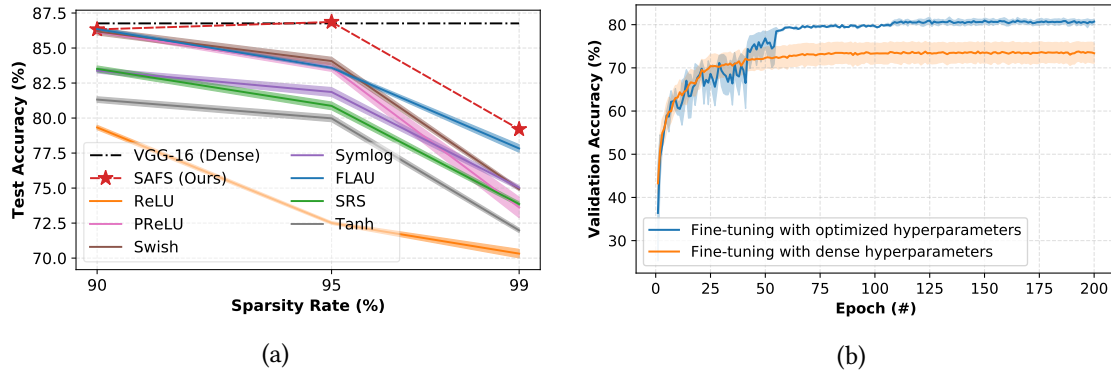 87.5
85.0
82.5
80.0
77.5
75.0
72.5
70.0
Test Accuracy (%)
VGG-16 (Dense)
SAFS (Ours)
ReLU
PReLU
Swish
Symlog
FLAU
SRS
Tanh
90
95
99
Sparsity Rate (%)
(a)
80
70
60
50
40
30
Validation Accuracy (%)
Fine-tuning with optimized hyperparameters
Fine-tuning with dense hyperparameters
0
25
50
75
100
125
150
175
200
Epoch (#)
(b)